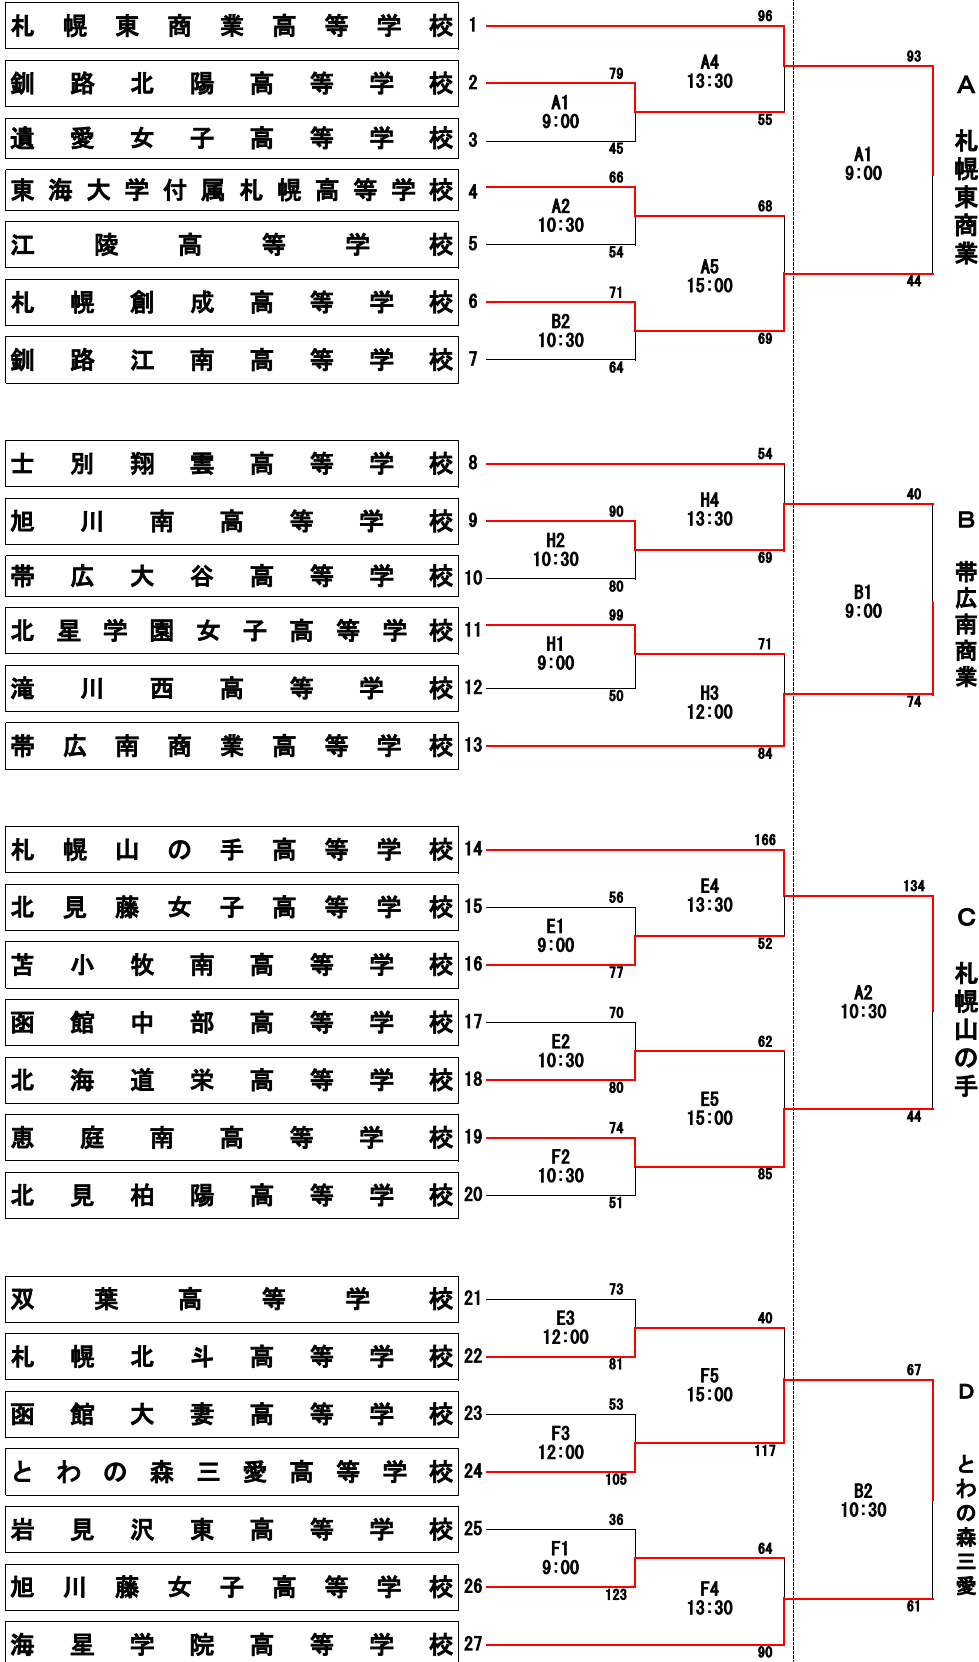 札幌東商業高等学校 1
釧路北陽高等学校 2
遺愛女子高等学校 3
東海大学付属札幌高等学校 4
江陵高等学校 5
札幌創成高等学校 6
釧路江南高等学校 7
79
A1
9:00
45
66
A2
10:30
54
71
B2
10:30
64
96
A4
13:30
55
68
A5
15:00
69
93
A1
9:00
44
A 札幌東商業
士別翔雲高等学校 8
旭川南高等学校 9
帯広大谷高等学校 10
北星学園女子高等学校 11
滝川西高等学校 12
帯広南商業高等学校 13
90
H2
10:30
80
99
H1
9:00
50
54
H4
13:30
69
71
H3
12:00
84
40
B1
9:00
74
B 帯広南商業
札幌山の手高等学校 14
北見藤女子高等学校 15
苫小牧南高等学校 16
函館中部高等学校 17
北海道栄高等学校 18
恵庭南高等学校 19
北見柏陽高等学校 20
56
E1
9:00
77
70
E2
10:30
80
74
F2
10:30
51
166
E4
13:30
52
62
E5
15:00
85
134
A2
10:30
44
C 札幌山の手
双葉高等学校 21
札幌北斗高等学校 22
函館大妻高等学校 23
とわの森三愛高等学校 24
岩見沢東高等学校 25
旭川藤女子高等学校 26
海星学院高等学校 27
73
E3
12:00
81
53
F3
12:00
105
36
F1
9:00
123
40
F5
15:00
117
64
F4
13:30
90
67
B2
10:30
61
D とわの森三愛